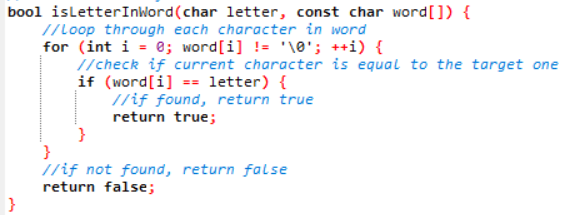 bool isLetterInWord(char letter, const char word[]) {
    //Loop through each character in word
    for (int i = 0; word[i] != '\0'; ++i) {
        //check if current character is equal to the target one
        if (word[i] == letter) {
            //if found, return true
            return true;
        }
    }
    //if not found, return false
    return false;
}